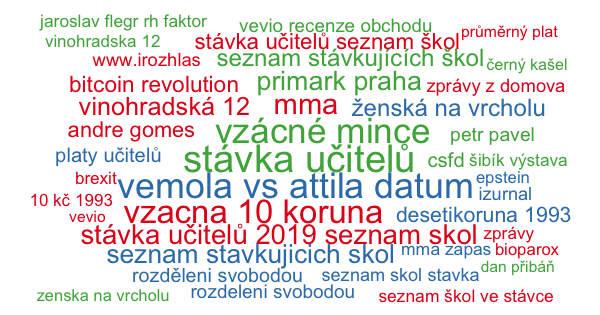 jaroslav flegr rh faktor
vevio recenze obchodu
průměrný plat
vinohradska 12
stávka učitelů seznam škol
www.irozhlas
seznam stávkujících škol
černý kašel
bitcoin revolution
primark praha
zprávy z domova
vinohradská 12
mma
ženská na vrcholu
andre gomes
vzácné mince
petr pavel
platy učitelů
stávka učitelů
csfd
šibík výstava
brexit
vemola vs attila datum
epstein
izurnal
10 kč 1993
vevio
vzacna 10 koruna
desetikoruna 1993
stávka učitelů 2019 seznam skol
zprávy
seznam stavkujicich skol
mma zápas
bioparox
rozděleni svobodou
seznam skol stavka
dan přibáň
zenska na vrcholu
rozdeleni svobodou
seznam škol ve stávce